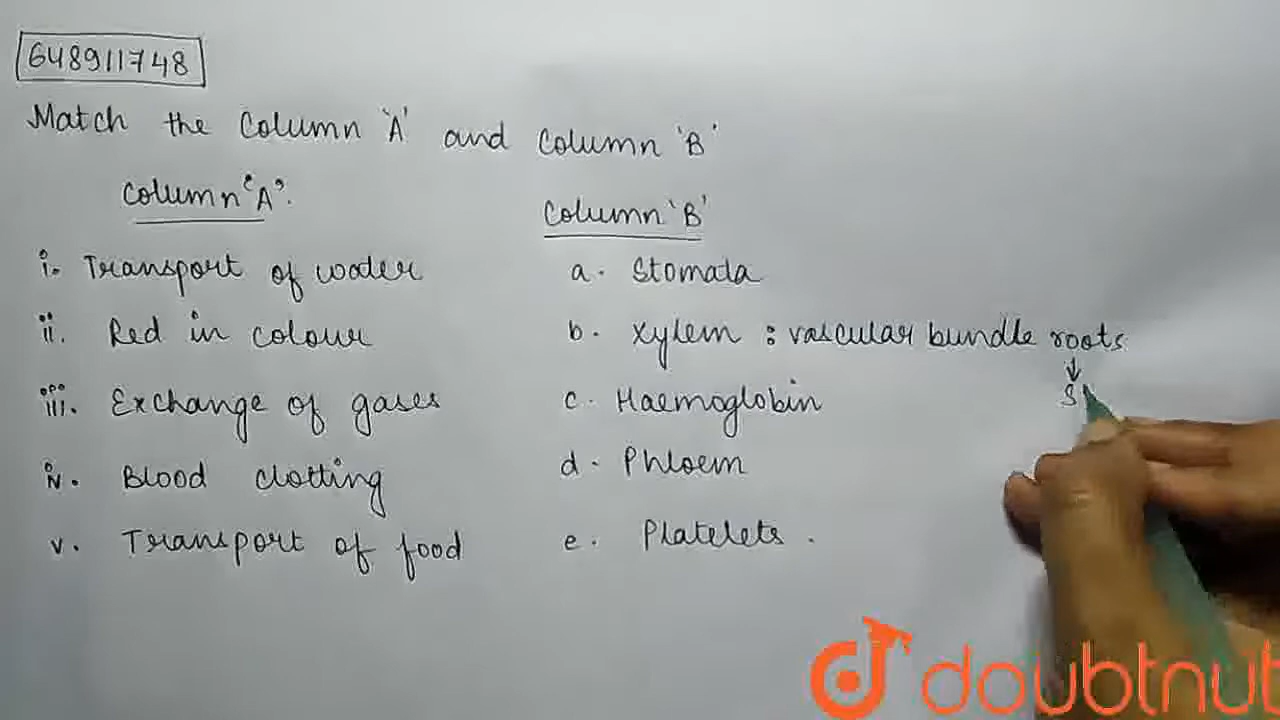 648911748
Match the Column 'A' and Column 'B'
Column 'A'.
Column 'B'
i. Transport of water
a. Stomata
ii. Red in colour
b. Xylem : vascular bundle roots
↓
S
iii. Exchange of gases
c. Haemoglobin
iv. Blood clotting
d. Phloem
v. Transport of food
e. Platelets.
doubtnut